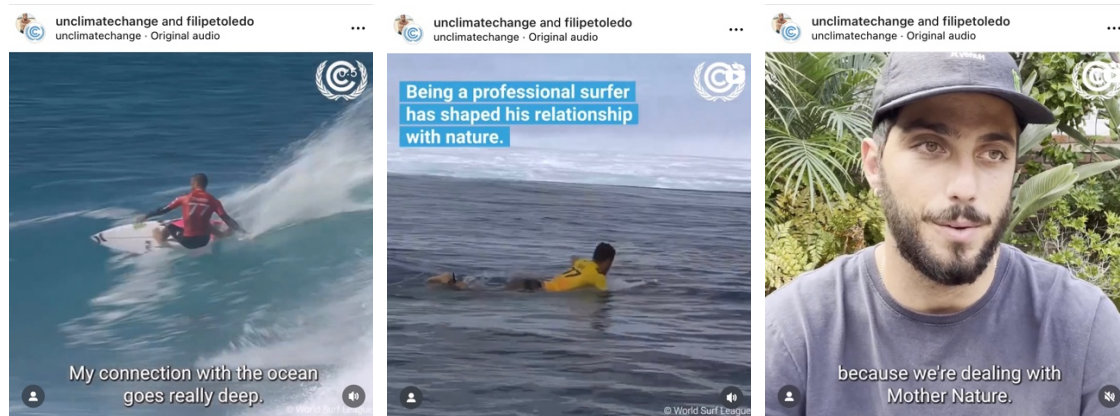 unclimatechange and filipetoledo
unclimatechange · Original audio
My connection with the ocean
goes really deep.
© World Surf League
unclimatechange and filipetoledo
unclimatechange · Original audio
Being a professional surfer
has shaped his relationship
with nature.
© World Surf League
unclimatechange and filipetoledo
unclimatechange · Original audio
because we're dealing with
Mother Nature.